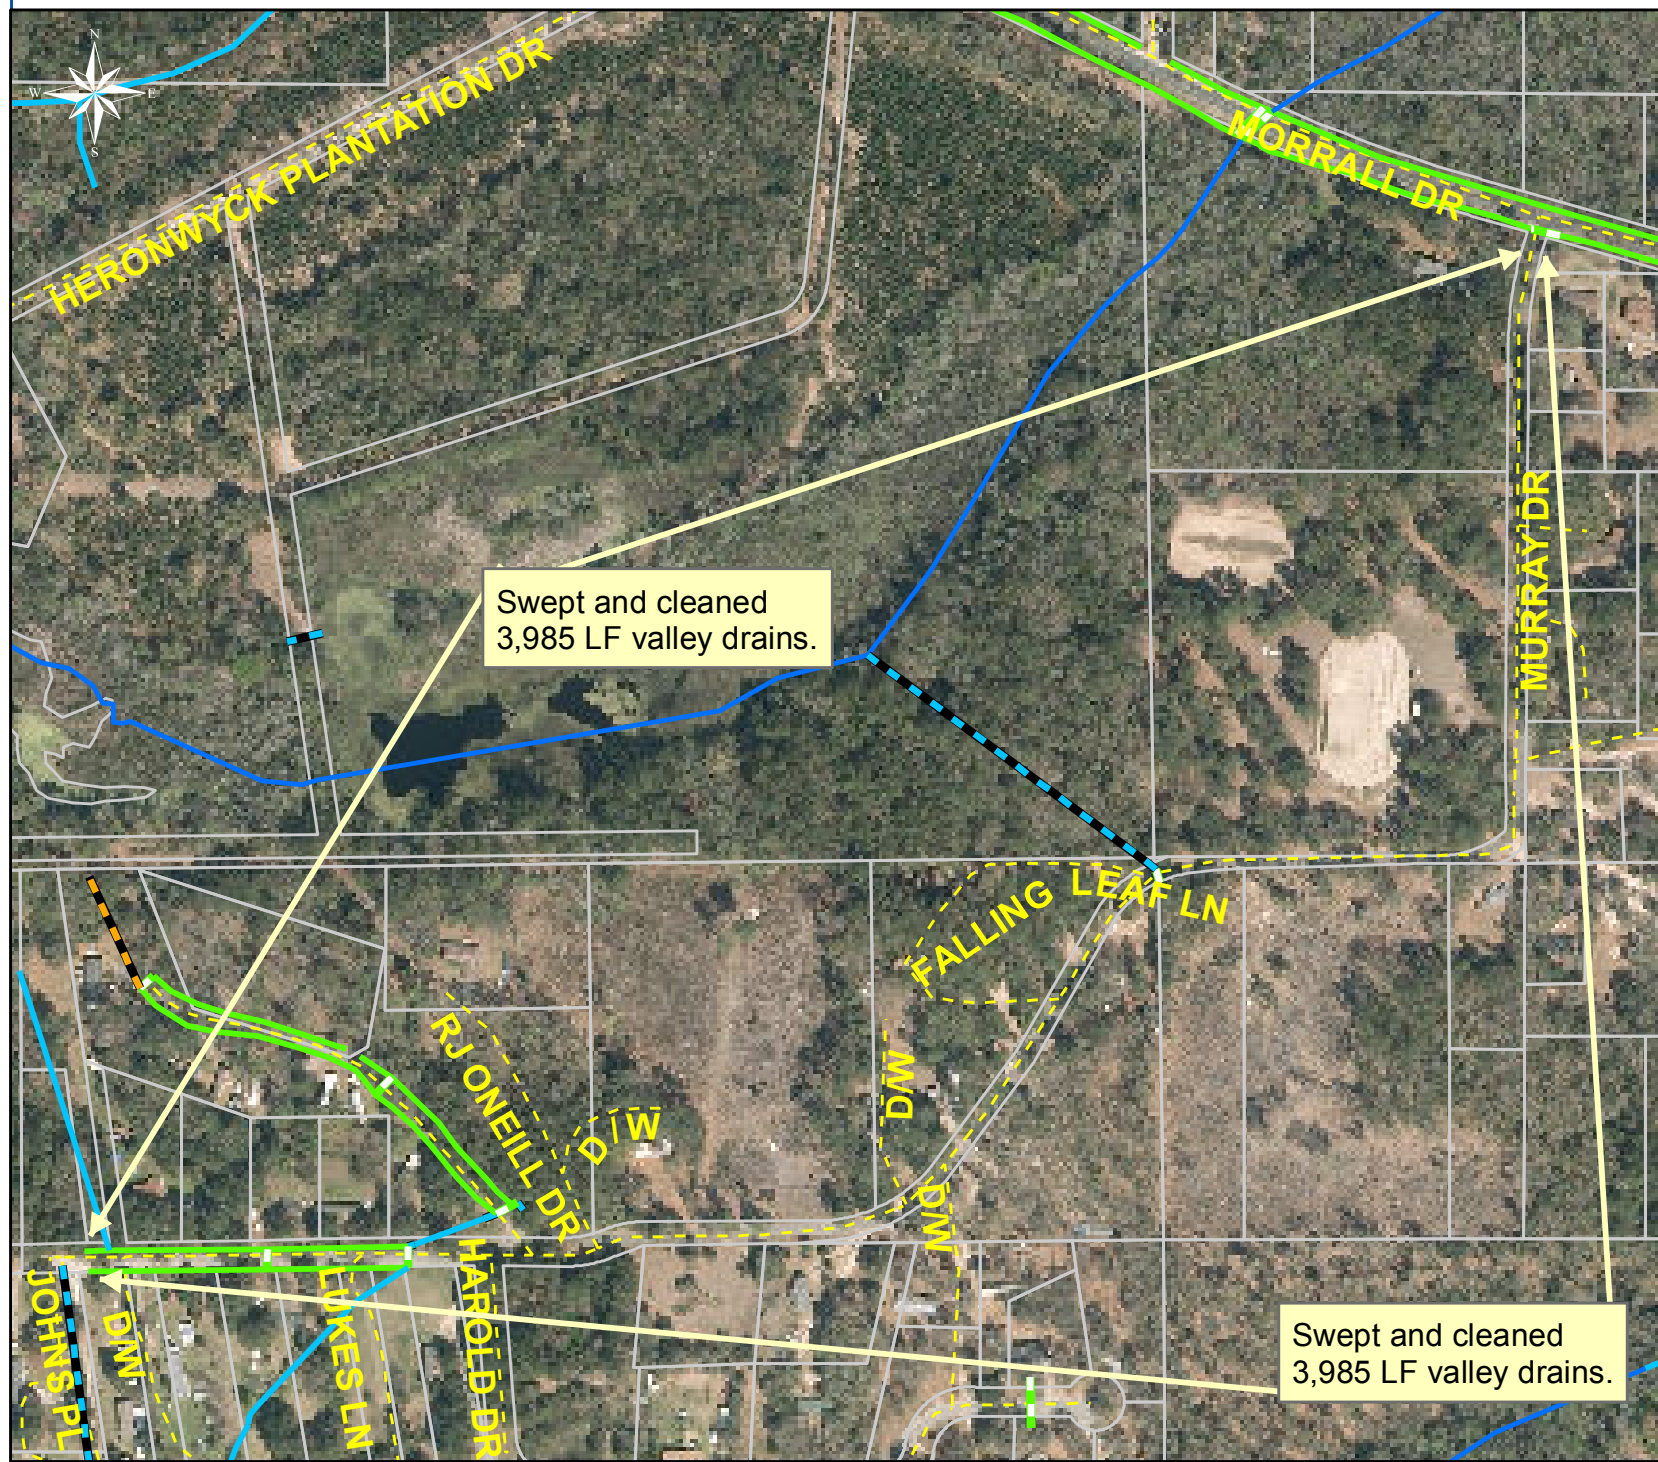 N
W
E
S
HERONWYCK PLANTATION DR
MORRALL DR
MURRAY DR
Swept and cleaned
3,985 LF valley drains.
FALLING LEAF LN
RJ ONEILL DR
D/W
D/W
D/W
JOHNS PL
D/W
LUKES LN
HAROLD DR
Swept and cleaned
3,985 LF valley drains.